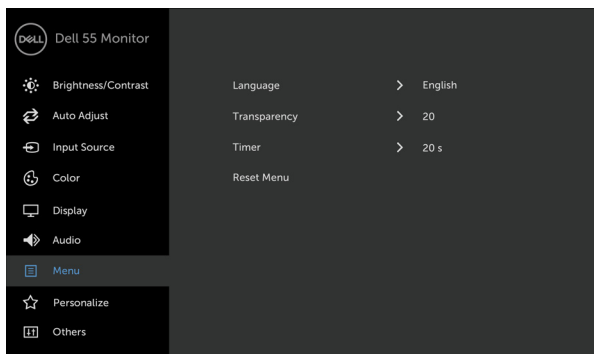 DELL
Dell 55 Monitor
Brightness/Contrast
Auto Adjust
Input Source
Color
Display
Audio
Menu
Personalize
Others
Language > English
Transparency > 20
Timer > 20 s
Reset Menu